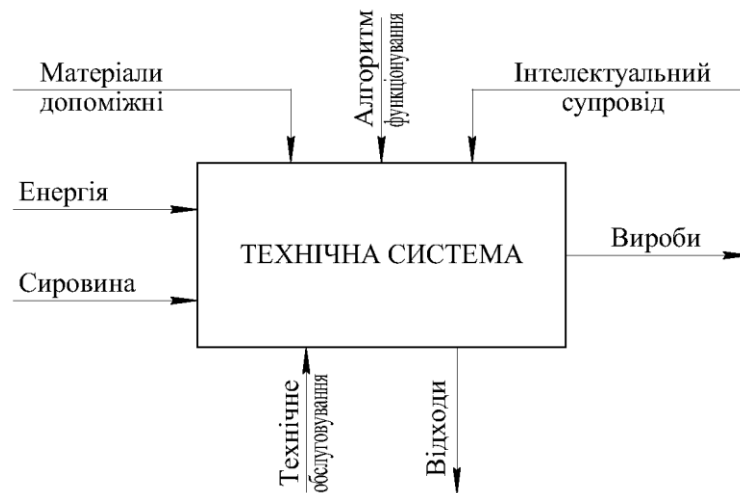 Матеріали
допоміжні
Алгоритм
функціонування
Інтелектуальний
супровід
Енергія
Сировина
ТЕХНІЧНА СИСТЕМА
Вироби
Технічне
обслуговування
Відходи